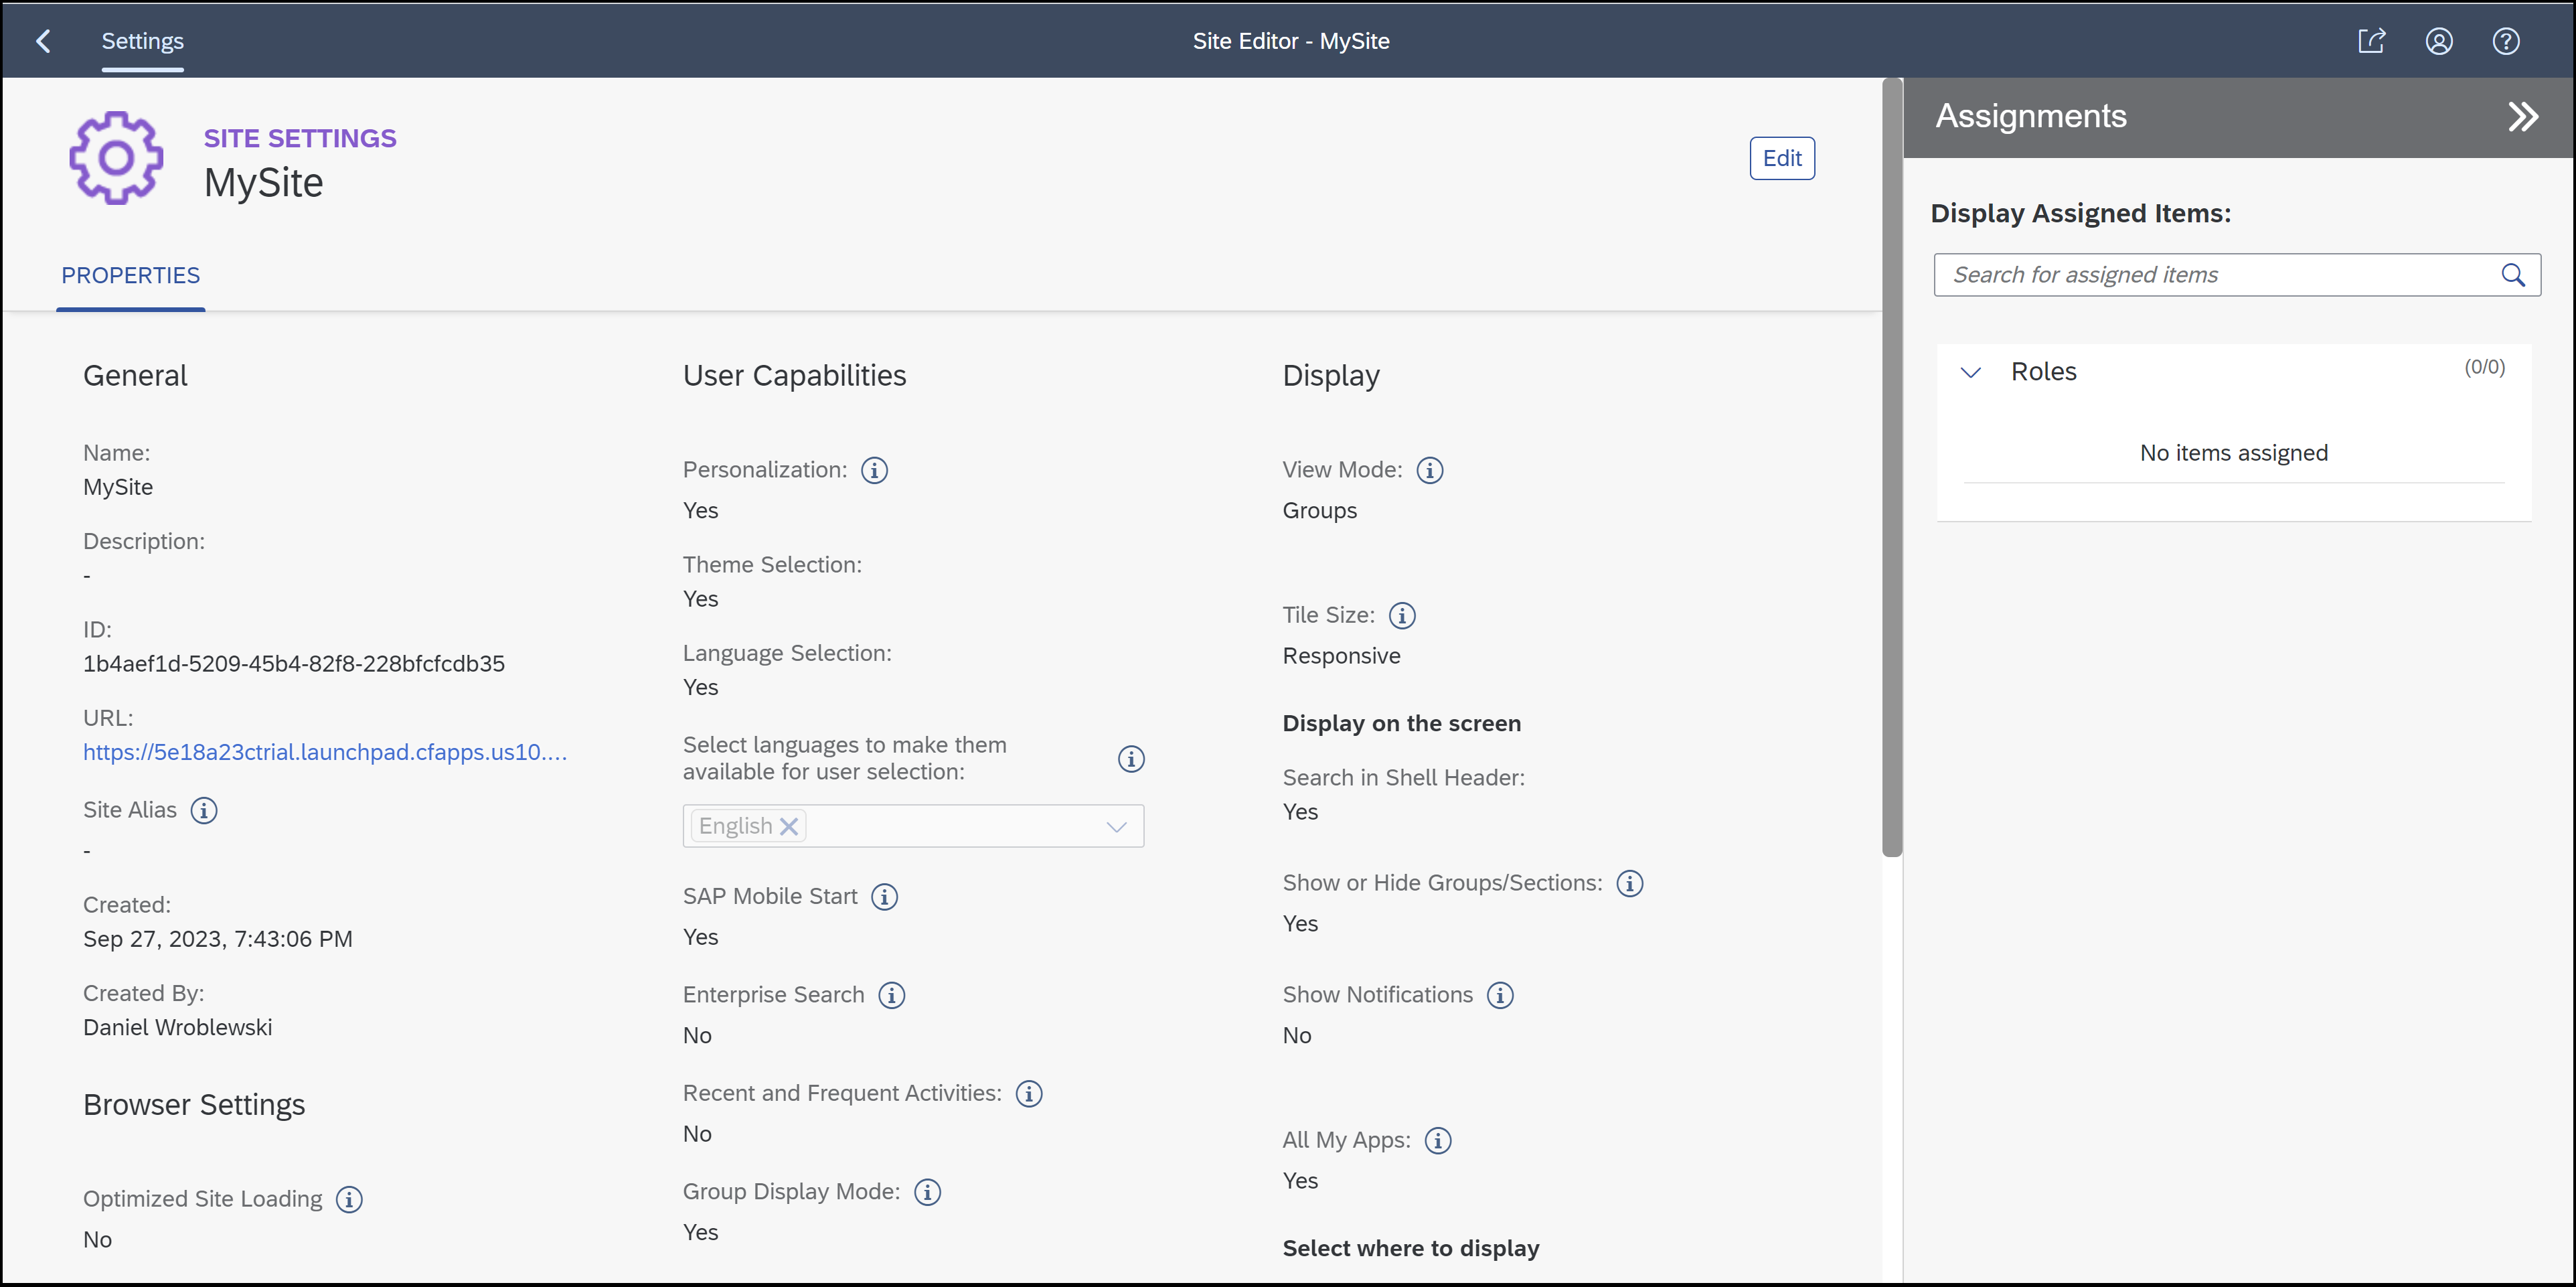 Settings
Site Editor - MySite
SITE SETTINGS
MySite
Edit
PROPERTIES
General
Name:
MySite
Description:
-
ID:
1b4aef1d-5209-45b4-82f8-228bfcfcdb35
URL:
https://5e18a23ctrial.launchpad.cfapps.us10....
Site Alias
-
Created:
Sep 27, 2023, 7:43:06 PM
Created By:
Daniel Wroblewski
Browser Settings
Optimized Site Loading
No
User Capabilities
Personalization:
Yes
Theme Selection:
Yes
Language Selection:
Yes
Select languages to make them
available for user selection:
English
SAP Mobile Start
Yes
Enterprise Search
No
Recent and Frequent Activities:
No
Group Display Mode:
Yes
Display
View Mode:
Groups
Tile Size:
Responsive
Display on the screen
Search in Shell Header:
Yes
Show or Hide Groups/Sections:
Yes
Show Notifications
No
All My Apps:
Yes
Select where to display
Assignments
Display Assigned Items:
Search for assigned items
Roles (0/0)
No items assigned